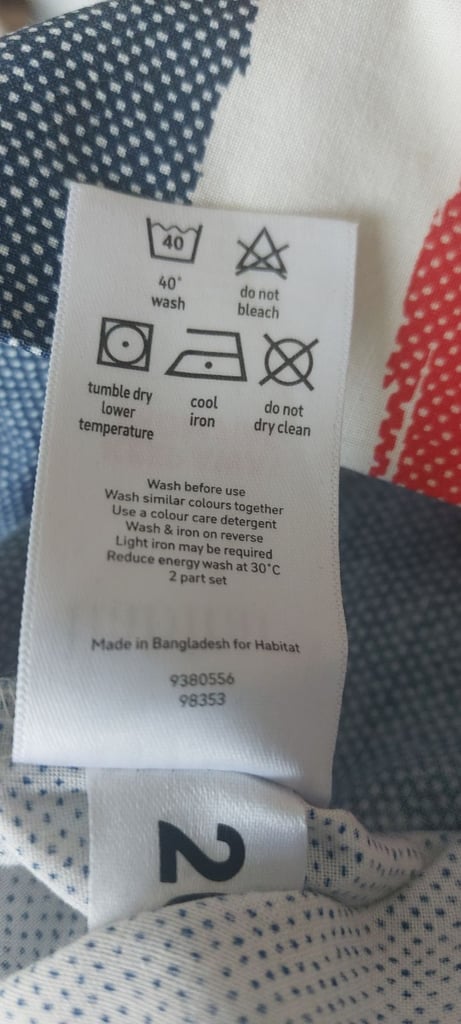 40
40°
wash
do not
bleach
tumble dry
lower
temperature
cool
iron
do not
dry clean
Wash before use
Wash similar colours together
Use a colour care detergent
Wash & iron on reverse
Light iron may be required
Reduce energy wash at 30°C
2 part set
Made in Bangladesh for Habitat
9380556
98353
2